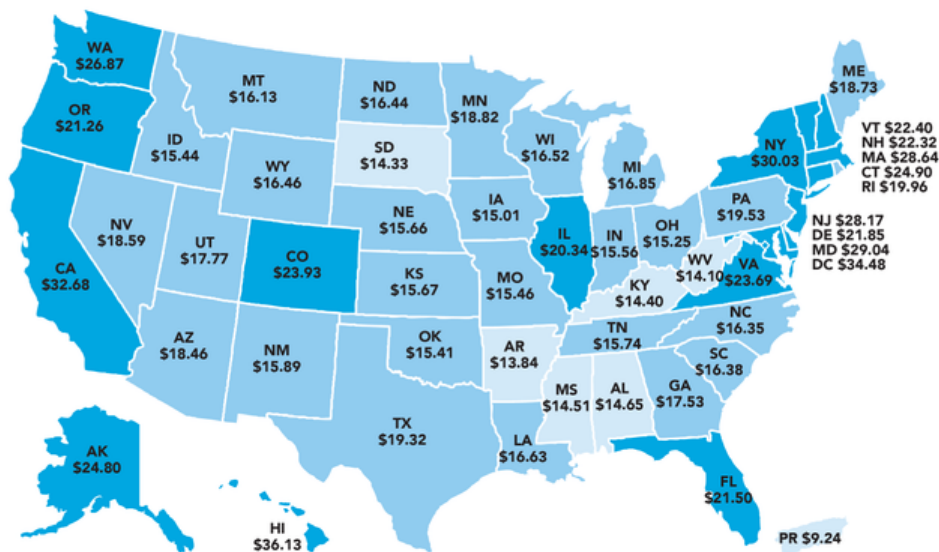 WA
$26.87
MT
$16.13
ND
$16.44
MN
$18.82
ME
$18.73
OR
$21.26
ID
$15.44
WY
$16.46
SD
$14.33
WI
$16.52
MI
$16.85
NY
$30.03
VT $22.40
NH $22.32
MA $28.64
CT $24.90
RI $19.96
NV
$18.59
UT
$17.77
CO
$23.93
NE
$15.66
IA
$15.01
IL
$20.34
IN
$15.56
OH
$15.25
PA
$19.53
NJ $28.17
DE $21.85
MD $29.04
DC $34.48
CA
$32.68
KS
$15.67
MO
$15.46
KY
$14.40
WV
$14.10
VA
$23.69
AZ
$18.46
NM
$15.89
OK
$15.41
AR
$13.84
TN
$15.74
NC
$16.35
SC
$16.38
MS
$14.51
AL
$14.65
GA
$17.53
TX
$19.32
LA
$16.63
FL
$21.50
AK
$24.80
HI
$36.13
PR $9.24